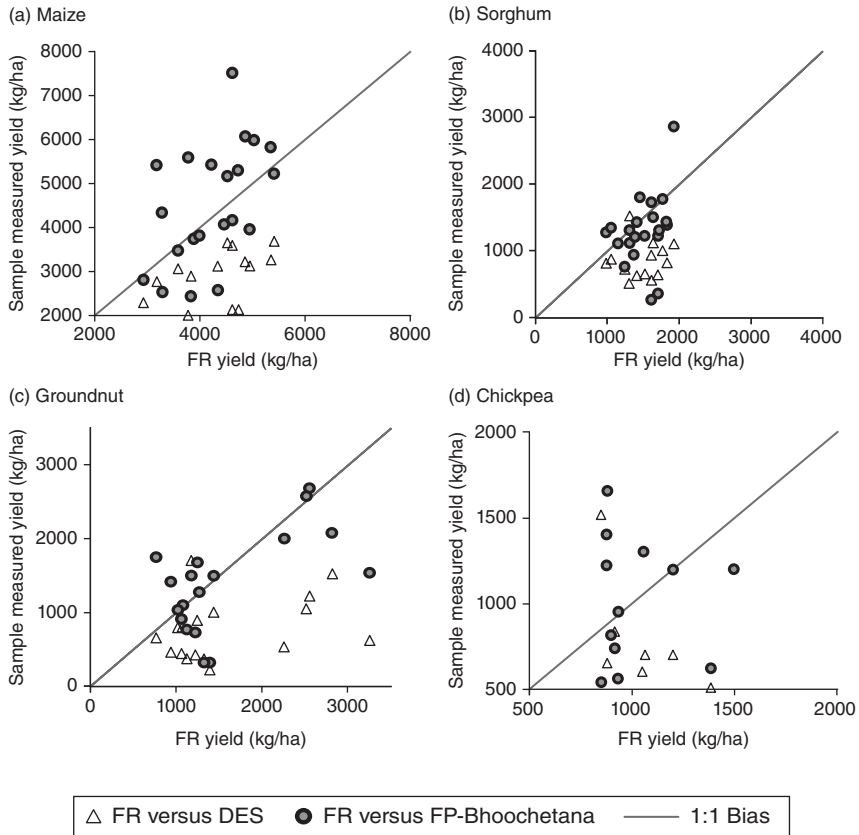 (a) Maize
Sample measured yield (kg/ha)
8000
7000
6000
5000
4000
3000
2000
2000 4000 6000 8000
FR yield (kg/ha)
(b) Sorghum
Sample measured yield (kg/ha)
4000
3000
2000
1000
0
0 1000 2000 3000 4000
FR yield (kg/ha)
(c) Groundnut
Sample measured yield (kg/ha)
3000
2000
1000
0
0 1000 2000 3000
FR yield (kg/ha)
(d) Chickpea
Sample measured yield (kg/ha)
2000
1500
1000
500
500 1000 1500 2000
FR yield (kg/ha)
FR versus DES FR versus FP-Bhoochetana 1:1 Bias